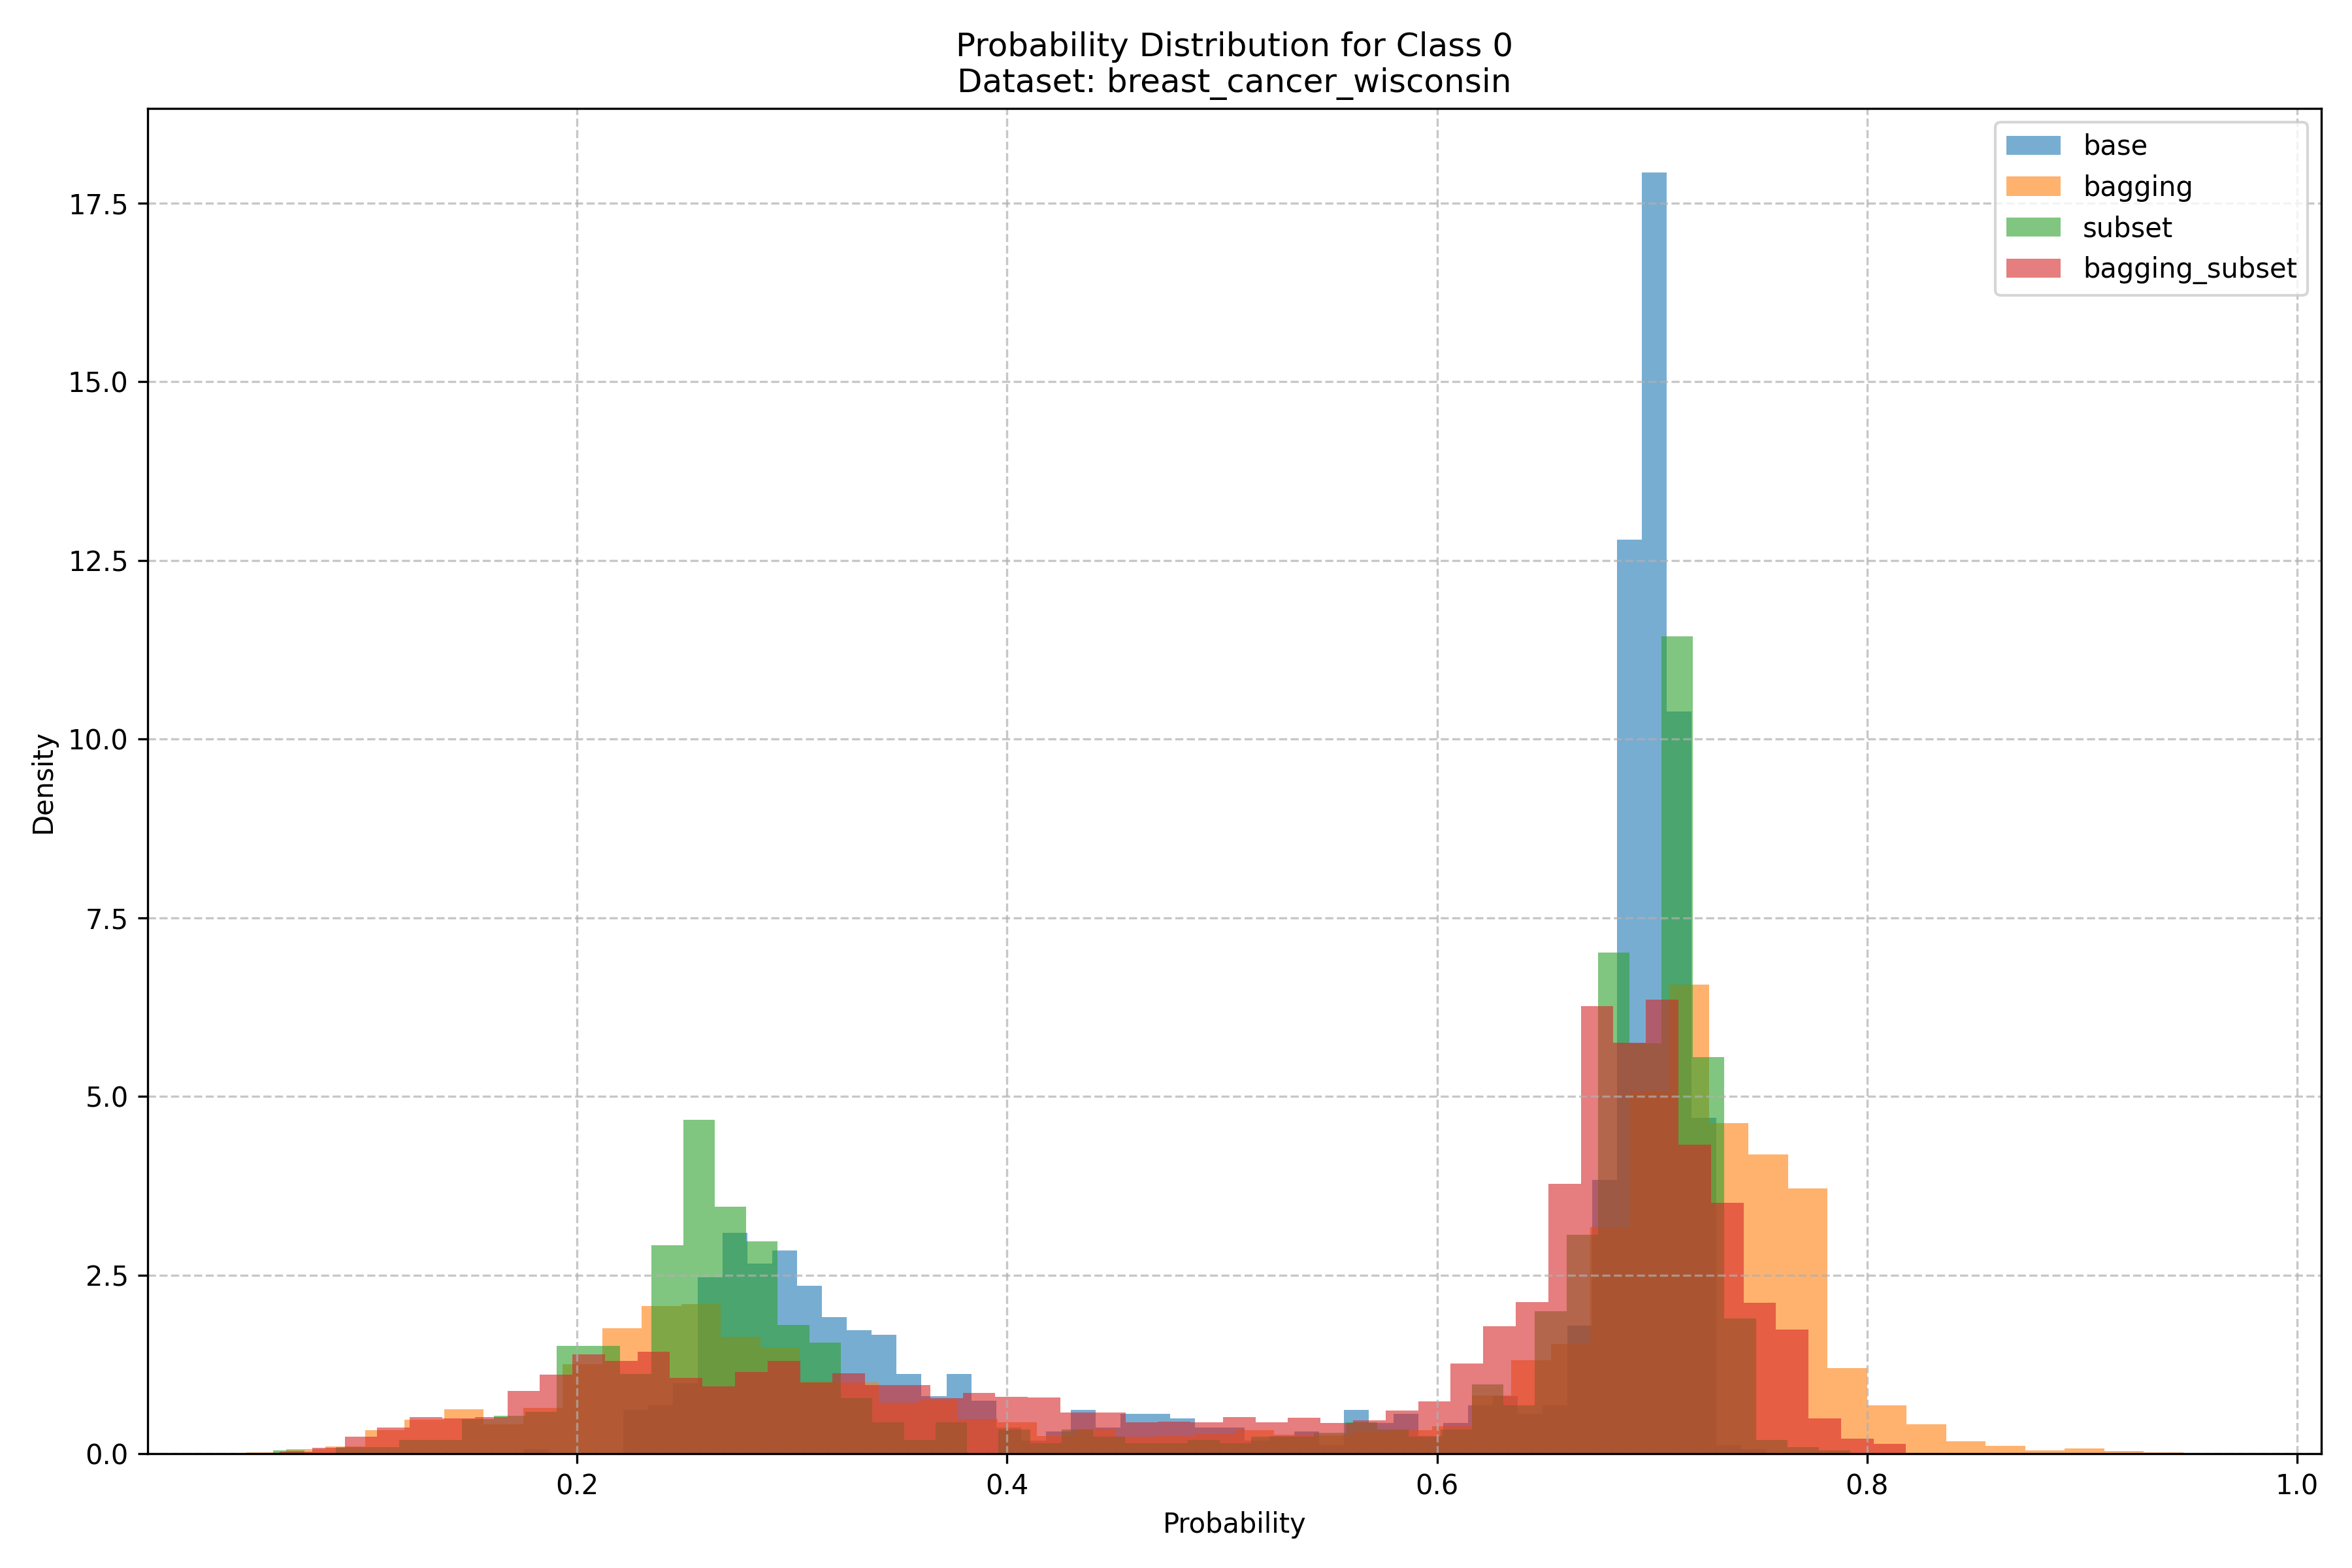 Probability Distribution for Class 0
Dataset: breast_cancer_wisconsin
base
bagging
subset
bagging_subset
17.5
15.0
12.5
10.0
7.5
5.0
2.5
0.0
Density
0.2 0.4 0.6 0.8 1.0
Probability